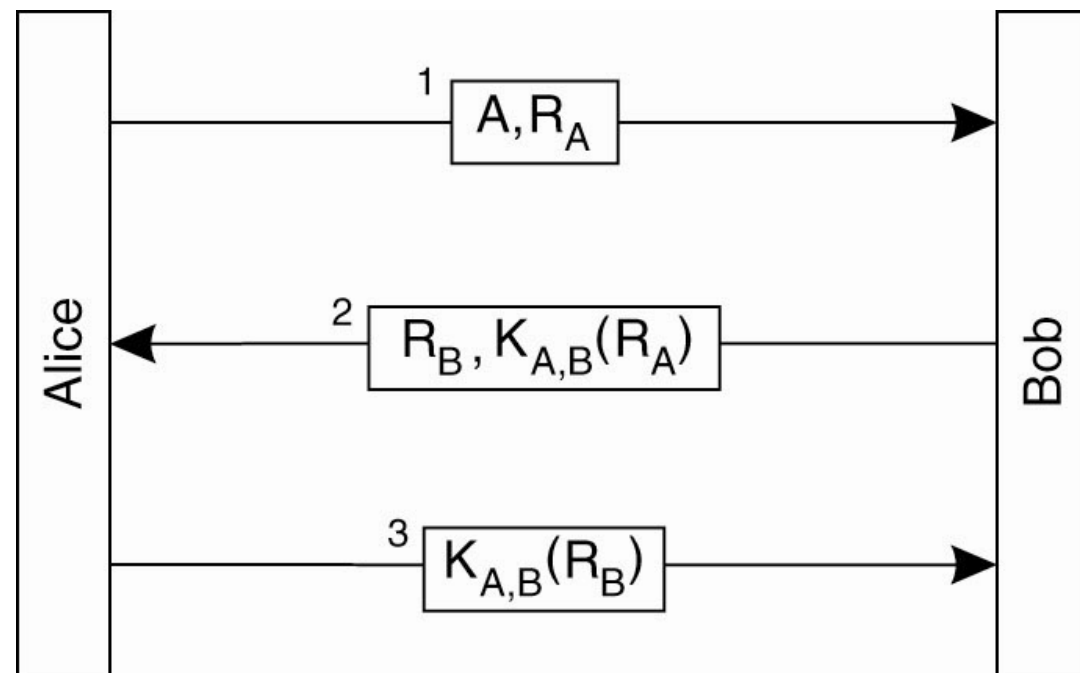 Alice
Bob
1
A,R_A
2
R_B,K_A,B(R_A)
3
K_A,B(R_B)